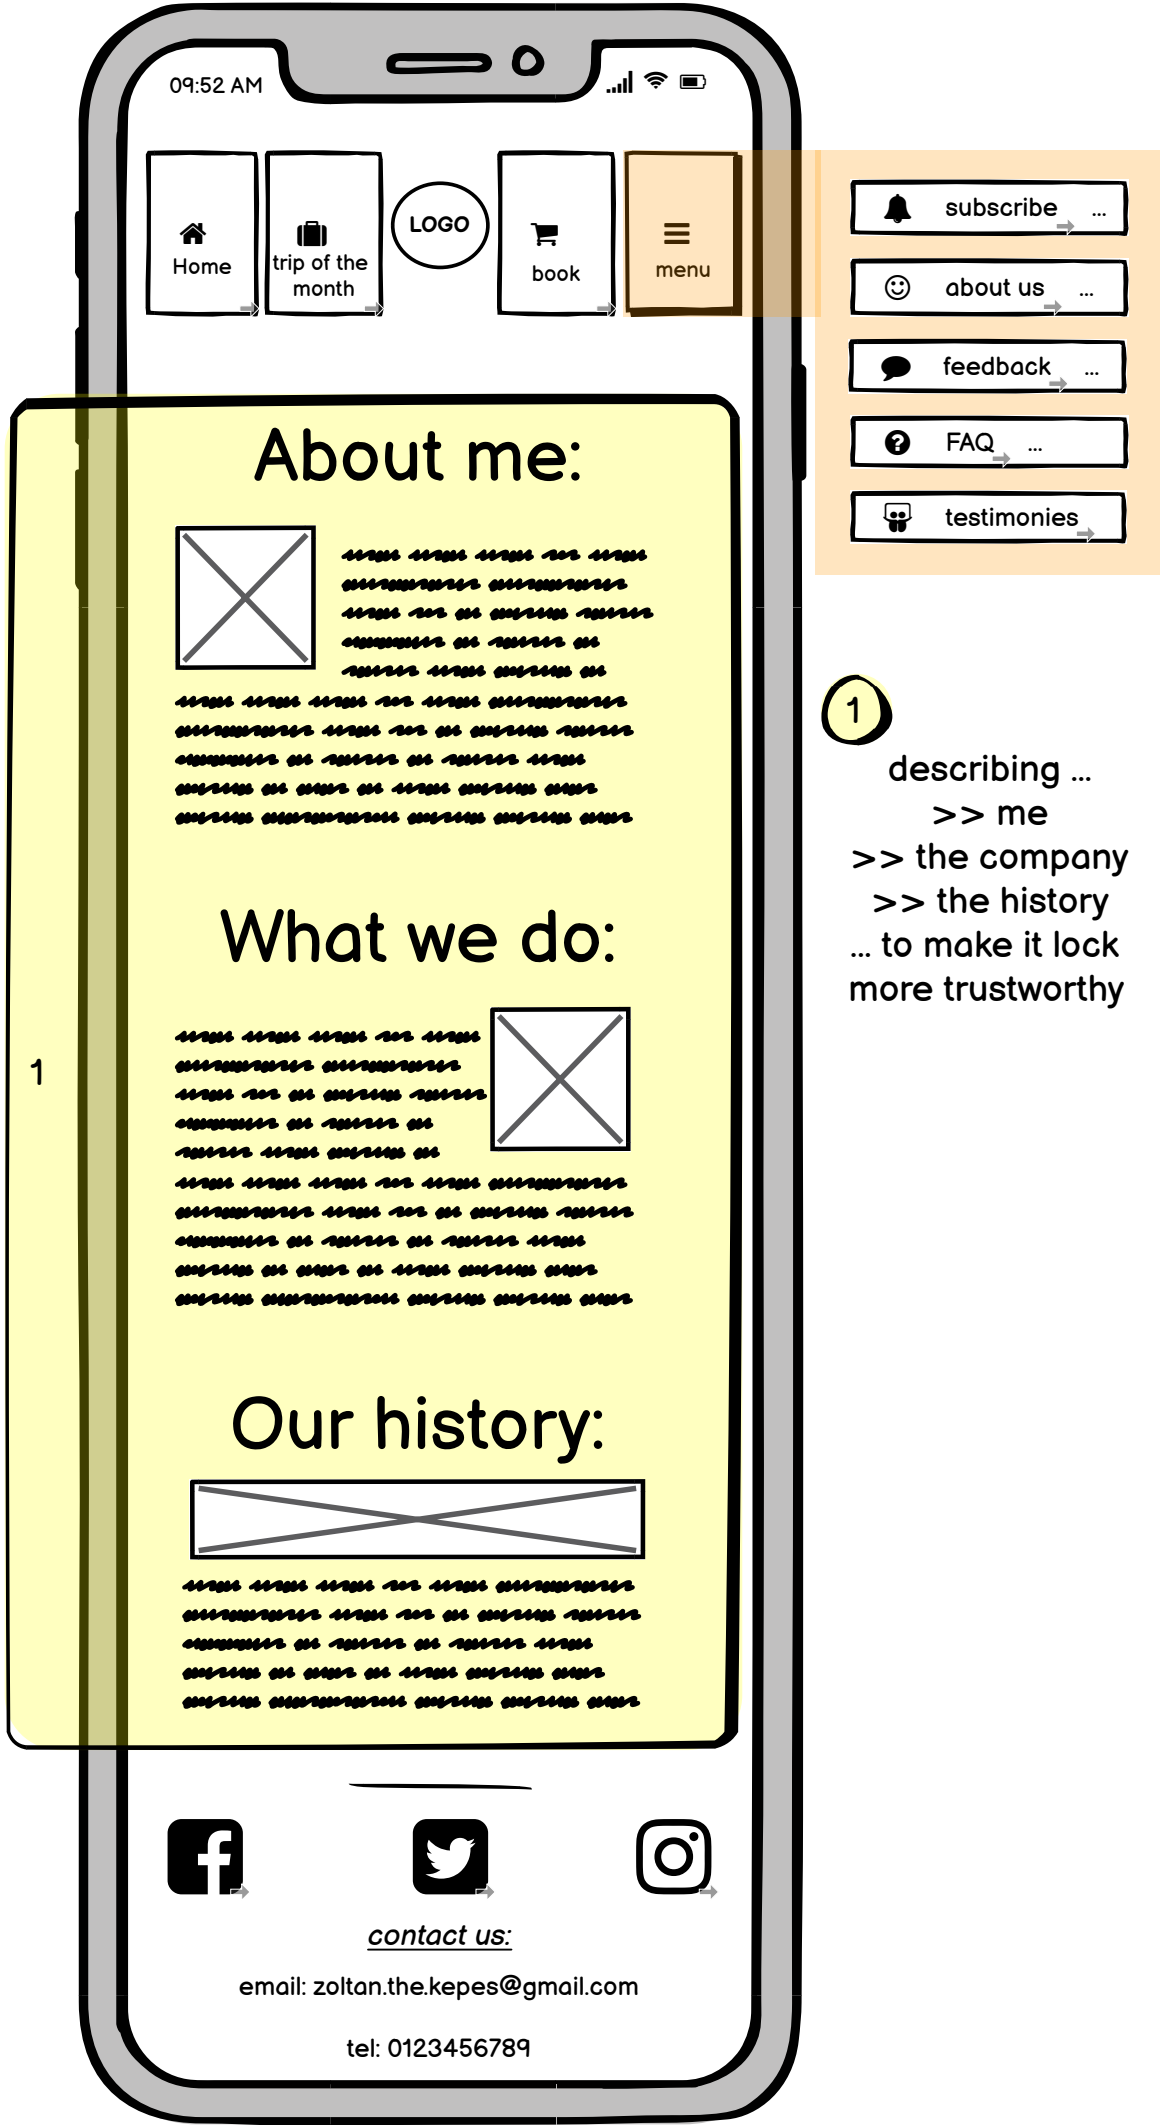 09:52 AM
Home
trip of the
month
LOGO
book
menu
subscribe ...
about us ...
feedback ...
FAQ ...
testimonies
About me:
What we do:
Our history:
1
1
describing ...
>> me
>> the company
>> the history
... to make it lock
more trustworthy
contact us:
email: zoltan.the.kepes@gmail.com
tel: 0123456789